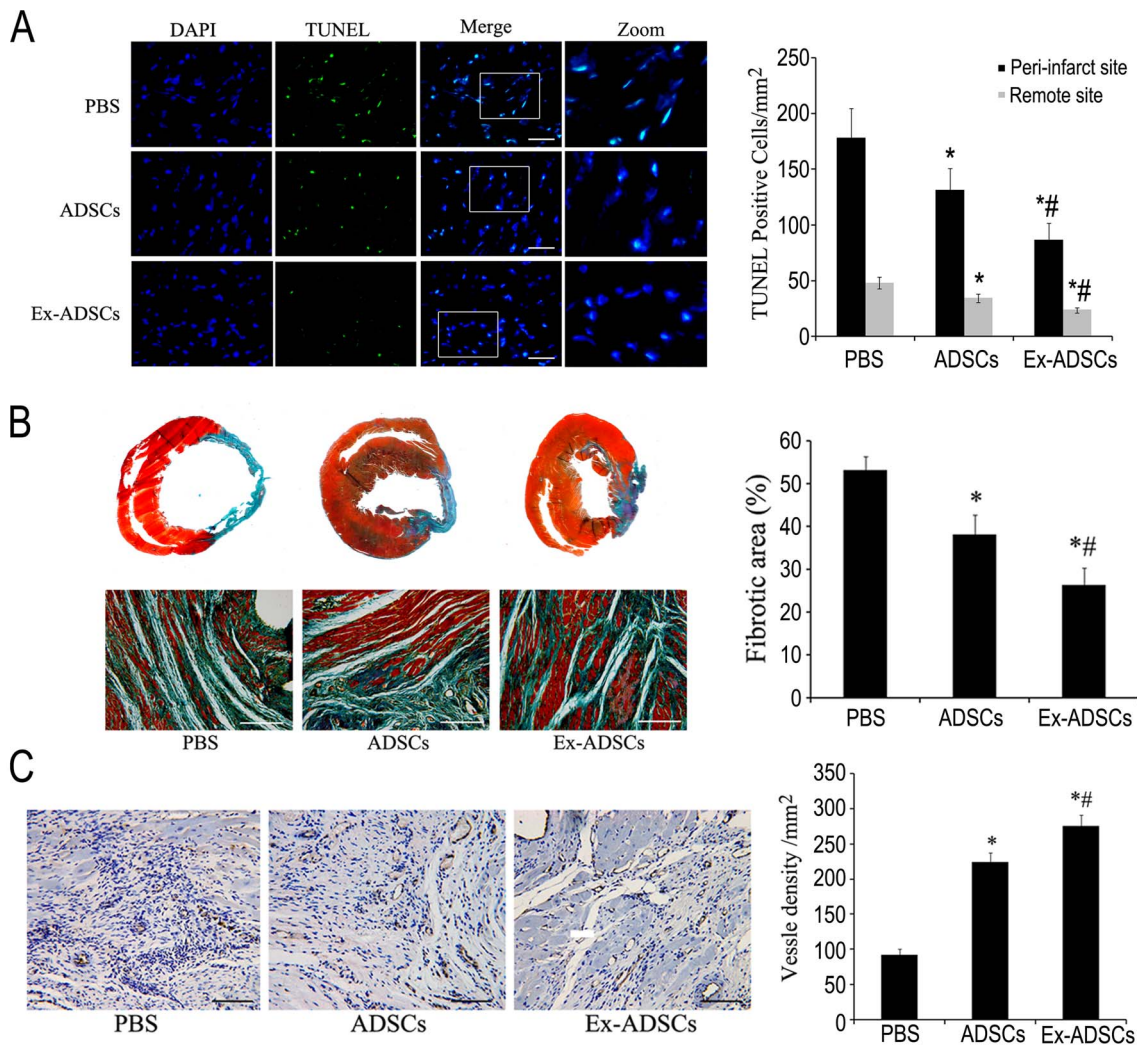 A
DAPI TUNEL Merge Zoom
PBS
ADSCs
Ex-ADSCs
TUNEL Positive Cells/mm2
250
200
150
100
50
0
Peri-infarct site
Remote site
*
*
*#
*#
PBS ADSCs Ex-ADSCs
B
PBS ADSCs Ex-ADSCs
Fibrotic area (%)
60
50
40
30
20
10
0
*
*#
PBS ADSCs Ex-ADSCs
C
PBS ADSCs Ex-ADSCs
Vessle density /mm2
350
300
250
200
150
100
50
0
*
*#
PBS ADSCs Ex-ADSCs